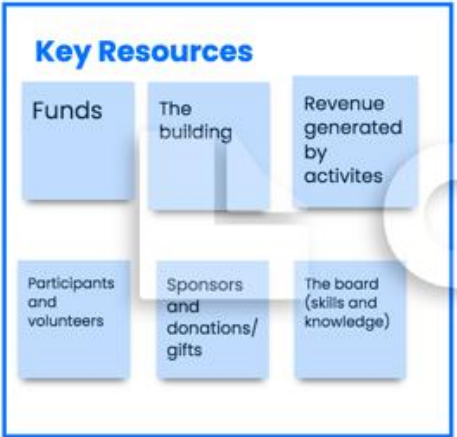 Key Resources
Funds
The
building
Revenue
generated
by
activites
Participants
and
volunteers
Sponsors
and
donations/
gifts
The board
(skills and
knowledge)